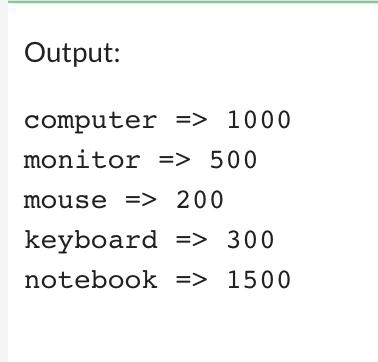 Output:
computer => 1000
monitor => 500
mouse => 200
keyboard => 300
notebook => 1500